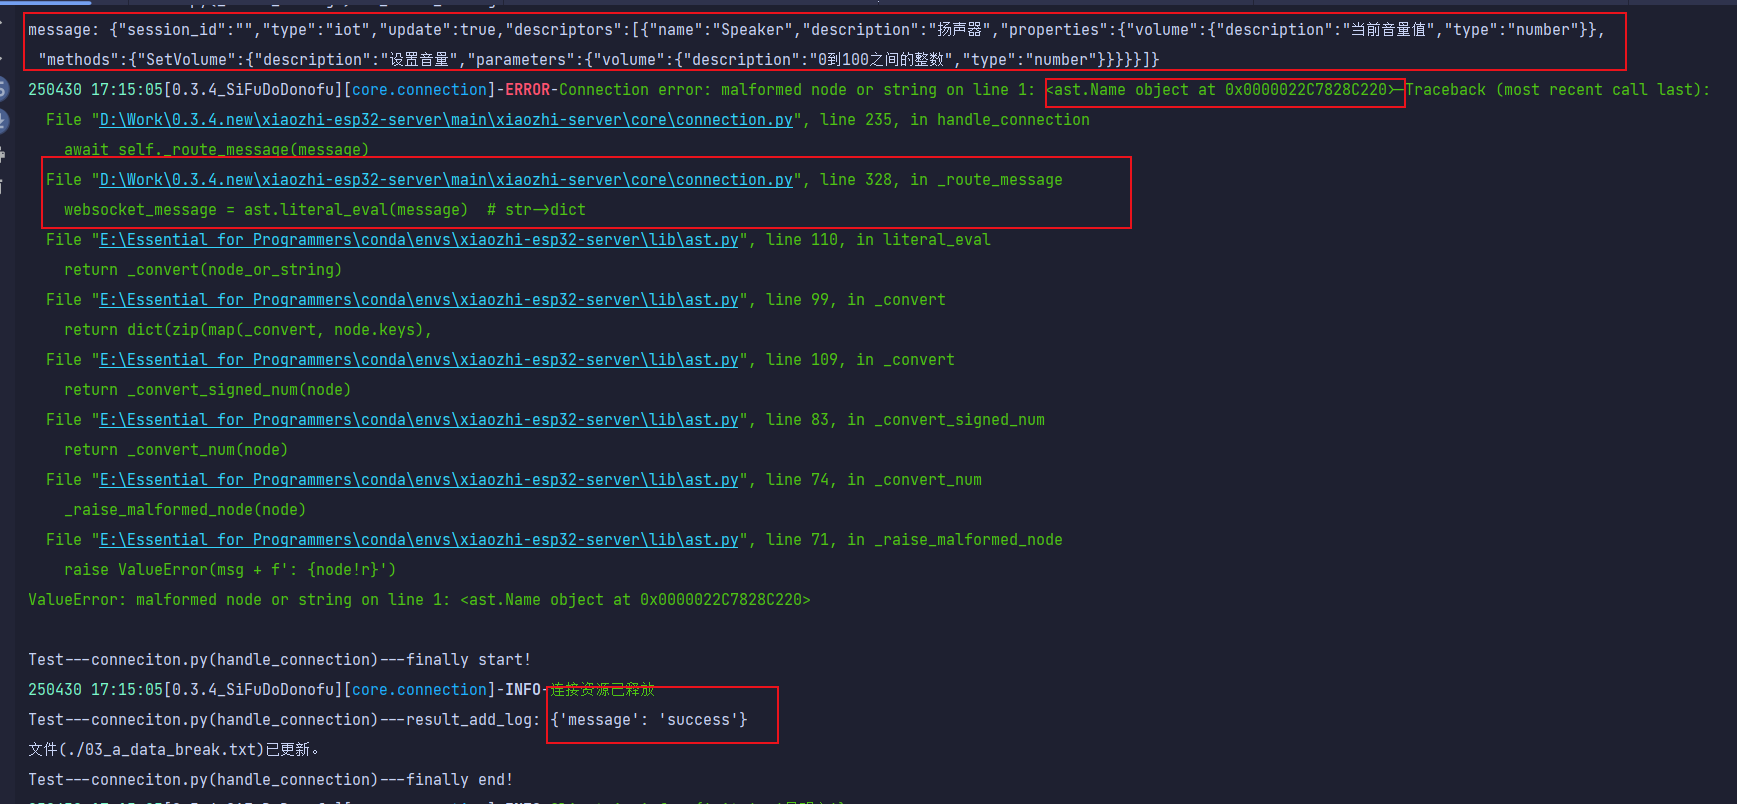 message: {"session_id":"","type":"iot","update":true,"descriptors":[{"name":"Speaker","description":"扬声器","properties":{"volume":{"description":"当前音量值","type":"number"}},
"methods":{"SetVolume":{"description":"设置音量","parameters":{"volume":{"description":"0到100之间的整数","type":"number"}}}}}]}
250430 17:15:05[0.3.4_SiFuDoDonofu][core.connection]-ERROR-Connection error: malformed node or string on line 1: <ast.Name object at 0x0000022C7828C220>-Traceback (most recent call last):
File "D:\Work\0.3.4.new\xiaozhi-esp32-server\main\xiaozhi-server\core\connection.py", line 235, in handle_connection
await self._route_message(message)
File "D:\Work\0.3.4.new\xiaozhi-esp32-server\main\xiaozhi-server\core\connection.py", line 328, in _route_message
websocket_message = ast.literal_eval(message)  # str->dict
File "E:\Essential for Programmers\conda\envs\xiaozhi-esp32-server\lib\ast.py", line 110, in literal_eval
return _convert(node_or_string)
File "E:\Essential for Programmers\conda\envs\xiaozhi-esp32-server\lib\ast.py", line 99, in _convert
return dict(zip(map(_convert, node.keys),
File "E:\Essential for Programmers\conda\envs\xiaozhi-esp32-server\lib\ast.py", line 109, in _convert
return _convert_signed_num(node)
File "E:\Essential for Programmers\conda\envs\xiaozhi-esp32-server\lib\ast.py", line 83, in _convert_signed_num
return _convert_num(node)
File "E:\Essential for Programmers\conda\envs\xiaozhi-esp32-server\lib\ast.py", line 74, in _convert_num
_raise_malformed_node(node)
File "E:\Essential for Programmers\conda\envs\xiaozhi-esp32-server\lib\ast.py", line 71, in _raise_malformed_node
raise ValueError(msg + f': {node!r}')
ValueError: malformed node or string on line 1: <ast.Name object at 0x0000022C7828C220>
Test---conneciton.py(handle_connection)---finally start!
250430 17:15:05[0.3.4_SiFuDoDonofu][core.connection]-INFO-连接资源已释放
Test---conneciton.py(handle_connection)---result_add_log: {'message': 'success'}
文件(./03_a_data_break.txt)已更新。
Test---conneciton.py(handle_connection)---finally end!